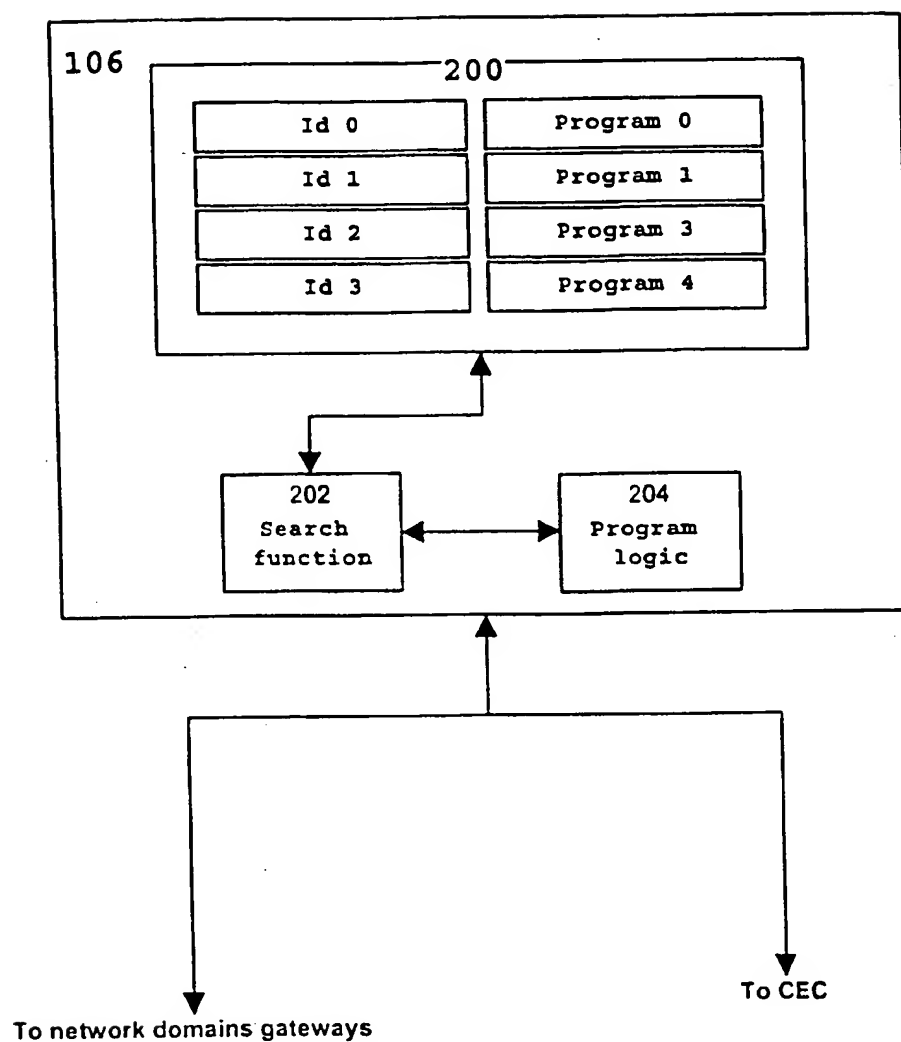 106
200
Id 0 Program 0
Id 1 Program 1
Id 2 Program 3
Id 3 Program 4
202
Search
function
204
Program
logic
To CEC
To network domains gateways